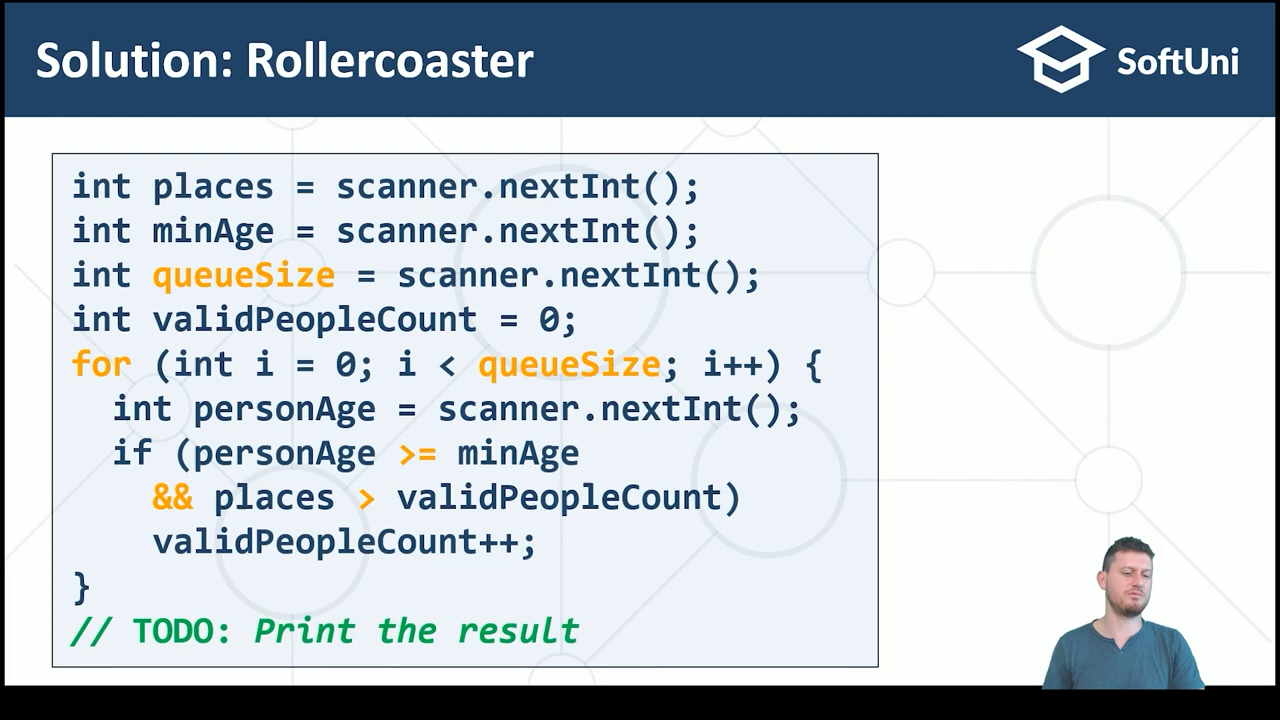 Solution: Rollercoaster
SoftUni
int places = scanner.nextInt();
int minAge = scanner.nextInt();
int queueSize = scanner.nextInt();
int validPeopleCount = 0;
for (int i = 0; i < queueSize; i++) {
int personAge = scanner.nextInt();
if (personAge >= minAge
&& places > validPeopleCount)
validPeopleCount++;
}
// TODO: Print the result